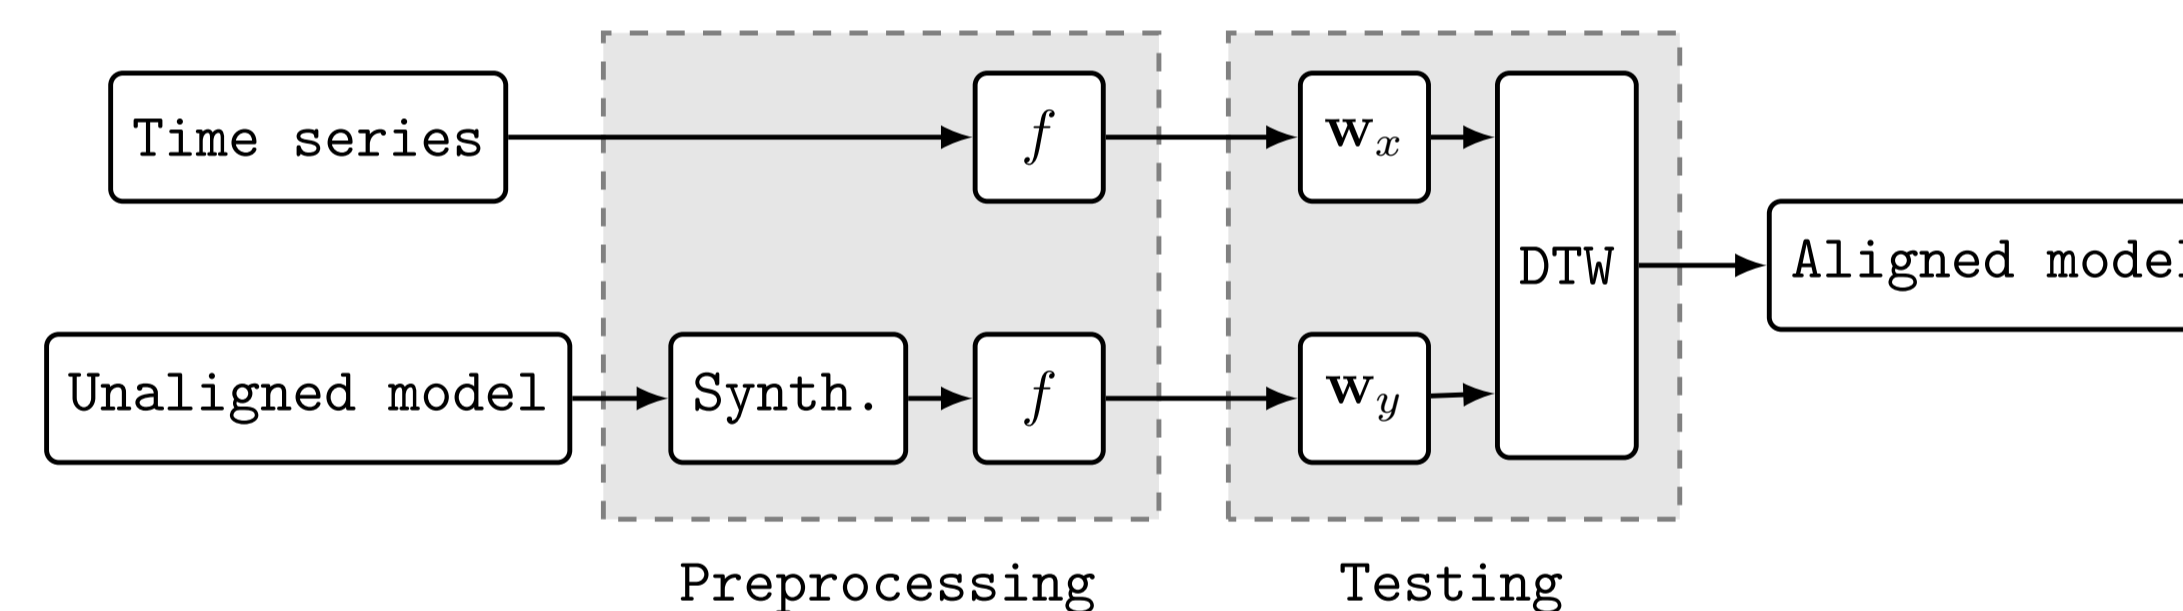 Time series
f
w_x
DTW
Aligned model
Unaligned model
Synth.
f
w_y
Preprocessing
Testing